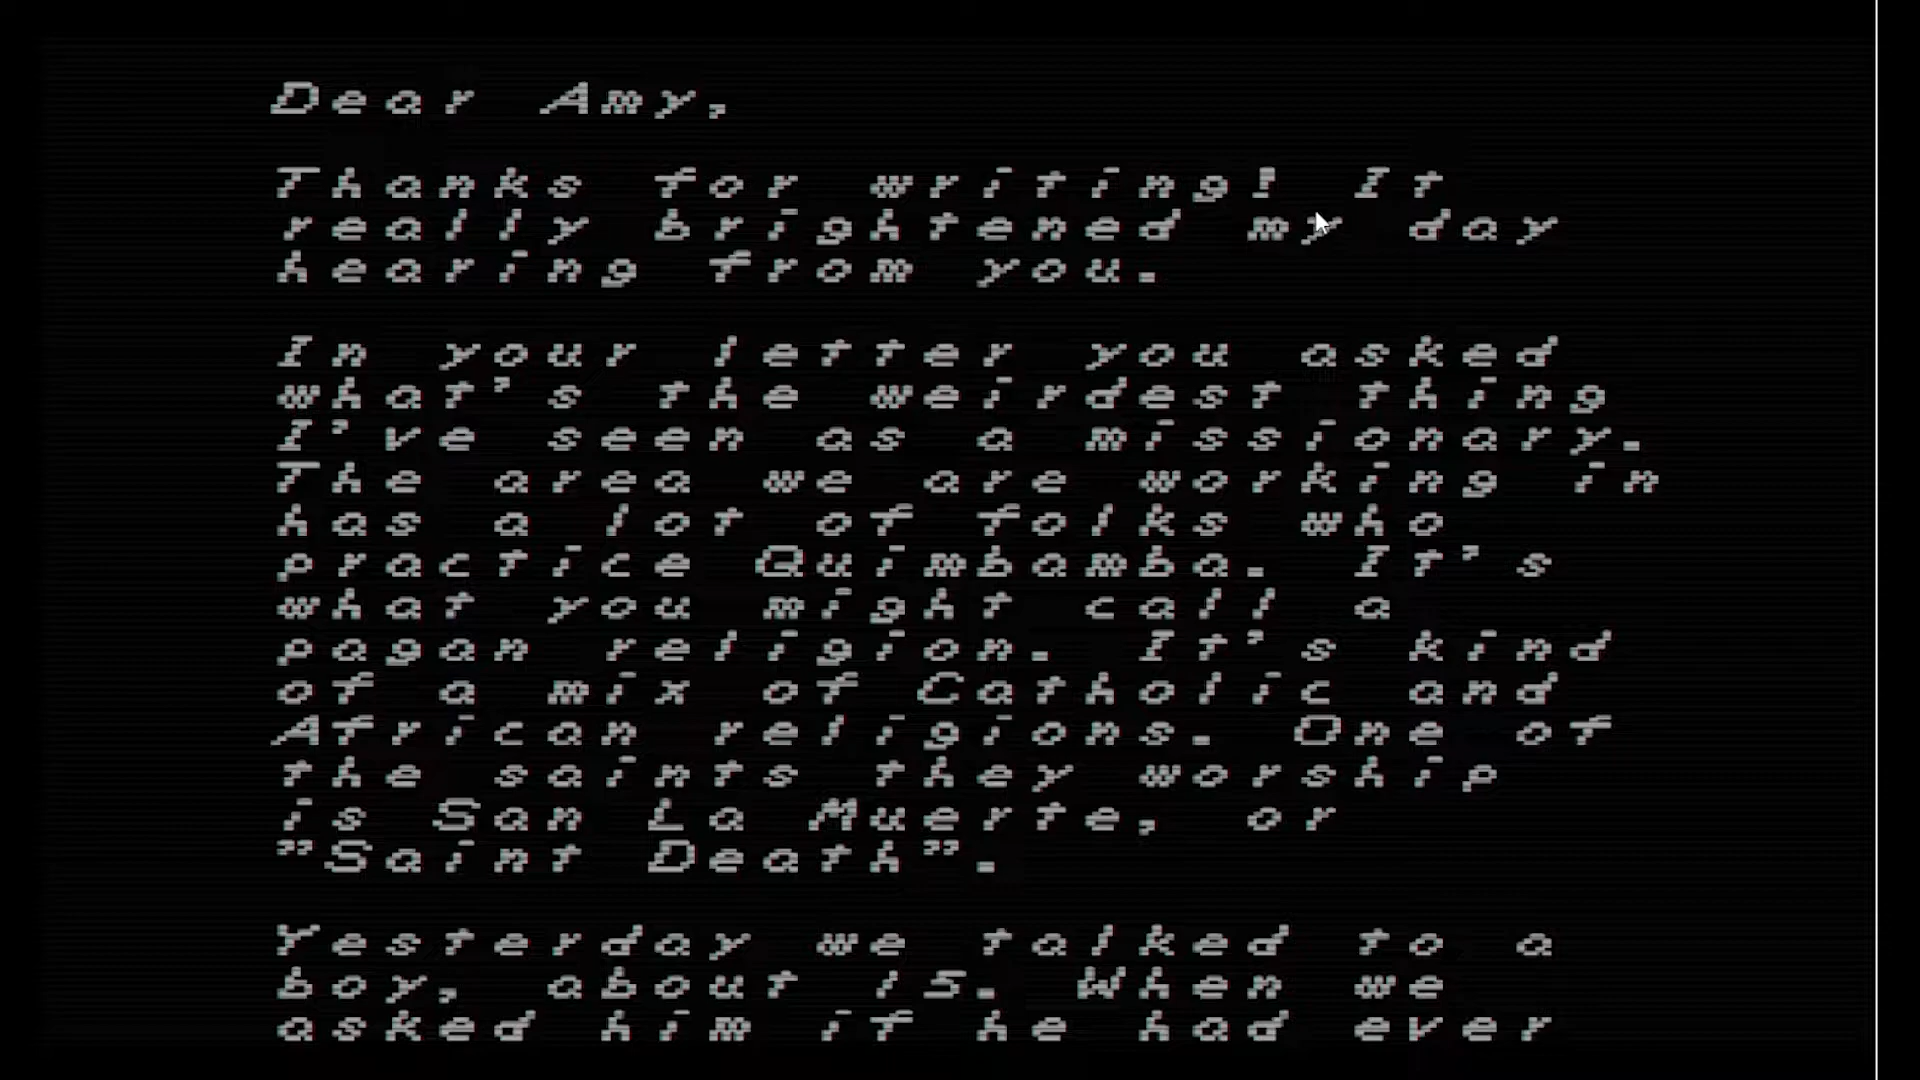 Dear Amy,
Thanks for writing! It
really brightened my day
hearing from you.
In your letter you asked
what's the weirdest thing
I've seen as a missionary.
The area we are working in
has a lot of folks who
practice Quimbamba. It's
what you might call a
pagan religion. It's kind
of a mix of Catholic and
African religions. One of
the saints they worship
is San La Muerte, or
"Saint Death".
Yesterday we talked to a
boy, about 15. When we
asked him if he had ever